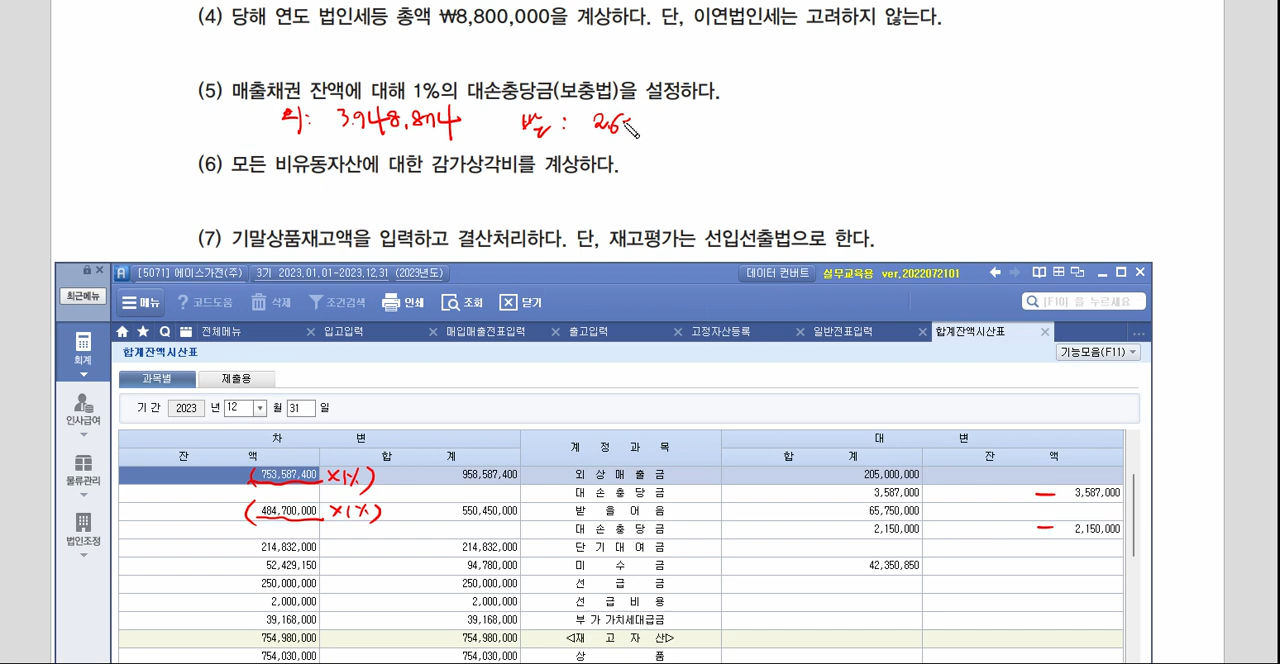 (4) 당해 연도 법인세등 총액 ₩8,800,000을 계상하다. 단, 이연법인세는 고려하지 않는다.
(5) 매출채권 잔액에 대해 1%의 대손충당금(보충법)을 설정하다.
외: 3.948.874 받: 2.6
(6) 모든 비유동자산에 대한 감가상각비를 계상하다.
(7) 기말상품재고액을 입력하고 결산처리하다. 단, 재고평가는 선입선출법으로 한다.
[5071] 에이스가전(주) 3기 2023.01.01-2023.12.31 (2023년도) 데이터 컨버트 실무교육용 ver.2022072101
최근메뉴 메뉴 ? 코드도움 삭제 조건검색 인쇄 조회 닫기 [F10] 을 누르세요
전체메뉴 입고입력 매입매출전표입력 출고입력 고정자산등록 일반전표입력 합계잔액시산표
회계
합계잔액시산표 기능모음(F11)
과목별 제출용
인사급여
기 간 2023 년 12 월 31 일
차 변 계 정 과 목 대 변
잔 액 합 계 합 계 잔 액
물류관리
753,587,400 ×1% 958,587,400 외 상 매 출 금 205,000,000
대 손 충 당 금 3,587,000 3,587,000
484,700,000 ×1% 550,450,000 받 을 어 음 65,750,000
대 손 충 당 금 2,150,000 2,150,000
법인조정
214,832,000 214,832,000 단 기 대 여 금
52,429,150 94,780,000 미 수 금 42,350,850
250,000,000 250,000,000 선 급 금
2,000,000 2,000,000 선 급 비 용
39,168,000 39,168,000 부 가 가치세대급금
754,980,000 754,980,000 ◁재 고 자 산▷
754,030,000 754,030,000 상 품